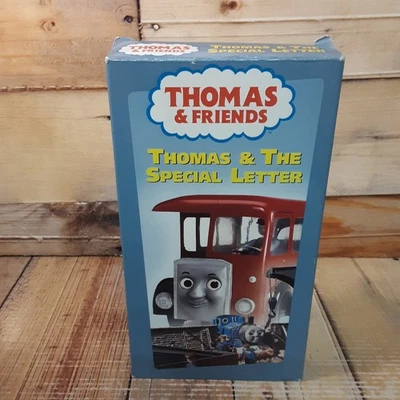 THOMAS
& FRIENDS
THOMAS & THE
SPECIAL LETTER
THOMAS
& FRIENDS
THOMAS & THE
SPECIAL LETTER